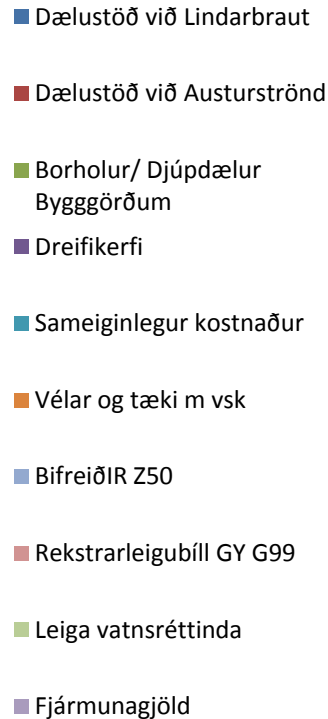 Dælustöð við Lindarbraut
Dælustöð við Austurströnd
Borholur/ Djúpdælur
Bygggörðum
Dreifikerfi
Sameiginlegur kostnaður
Vélar og tæki m vsk
BifreiðIR Z50
Rekstrarleigubíll GY G99
Leiga vatnsréttinda
Fjármunagjöld